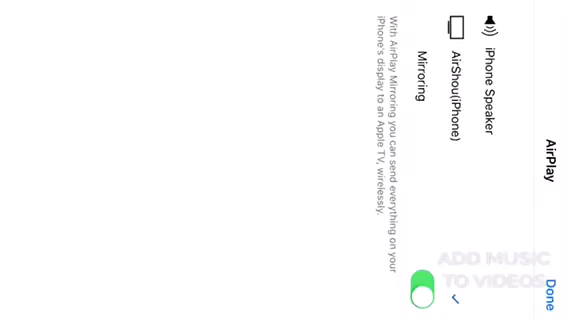 AirPlay
Done
iPhone Speaker
AirShou(iPhone)
Mirroring
With AirPlay Mirroring you can send everything on your
iPhone's display to an Apple TV, wirelessly.
ADD MUSIC
TO VIDEOS